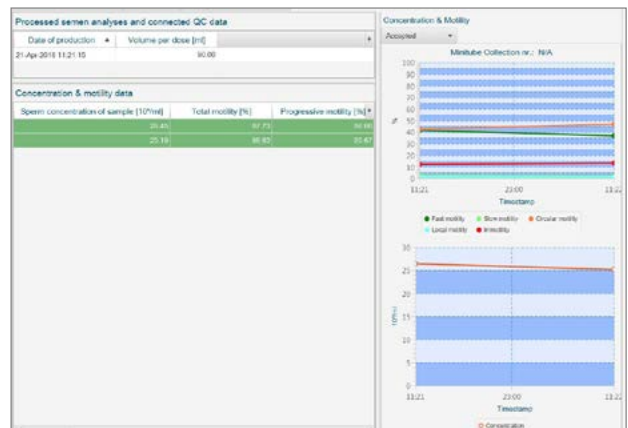 Processed semen analyses and connected QC data
Date of production Volume per dose [ml]
21-Apr-2016 11:21:15 90.00
Concentration & motility data
Sperm concentration of sample [10⁶/ml] Total motility [%] Progressive motility [%]
Concentration & Motility
Accepted
Minitube Collection nr.: N/A
100
90
80
70
60
50
40
30
20
10
0
%
11:21 23:00 11:22
Timestamp
Fast motility Slow motility Circular motility
Local motility Immotility
30
25
20
15
10
5
0
10⁶/ml
11:21 23:00 11:22
Timestamp
Concentration